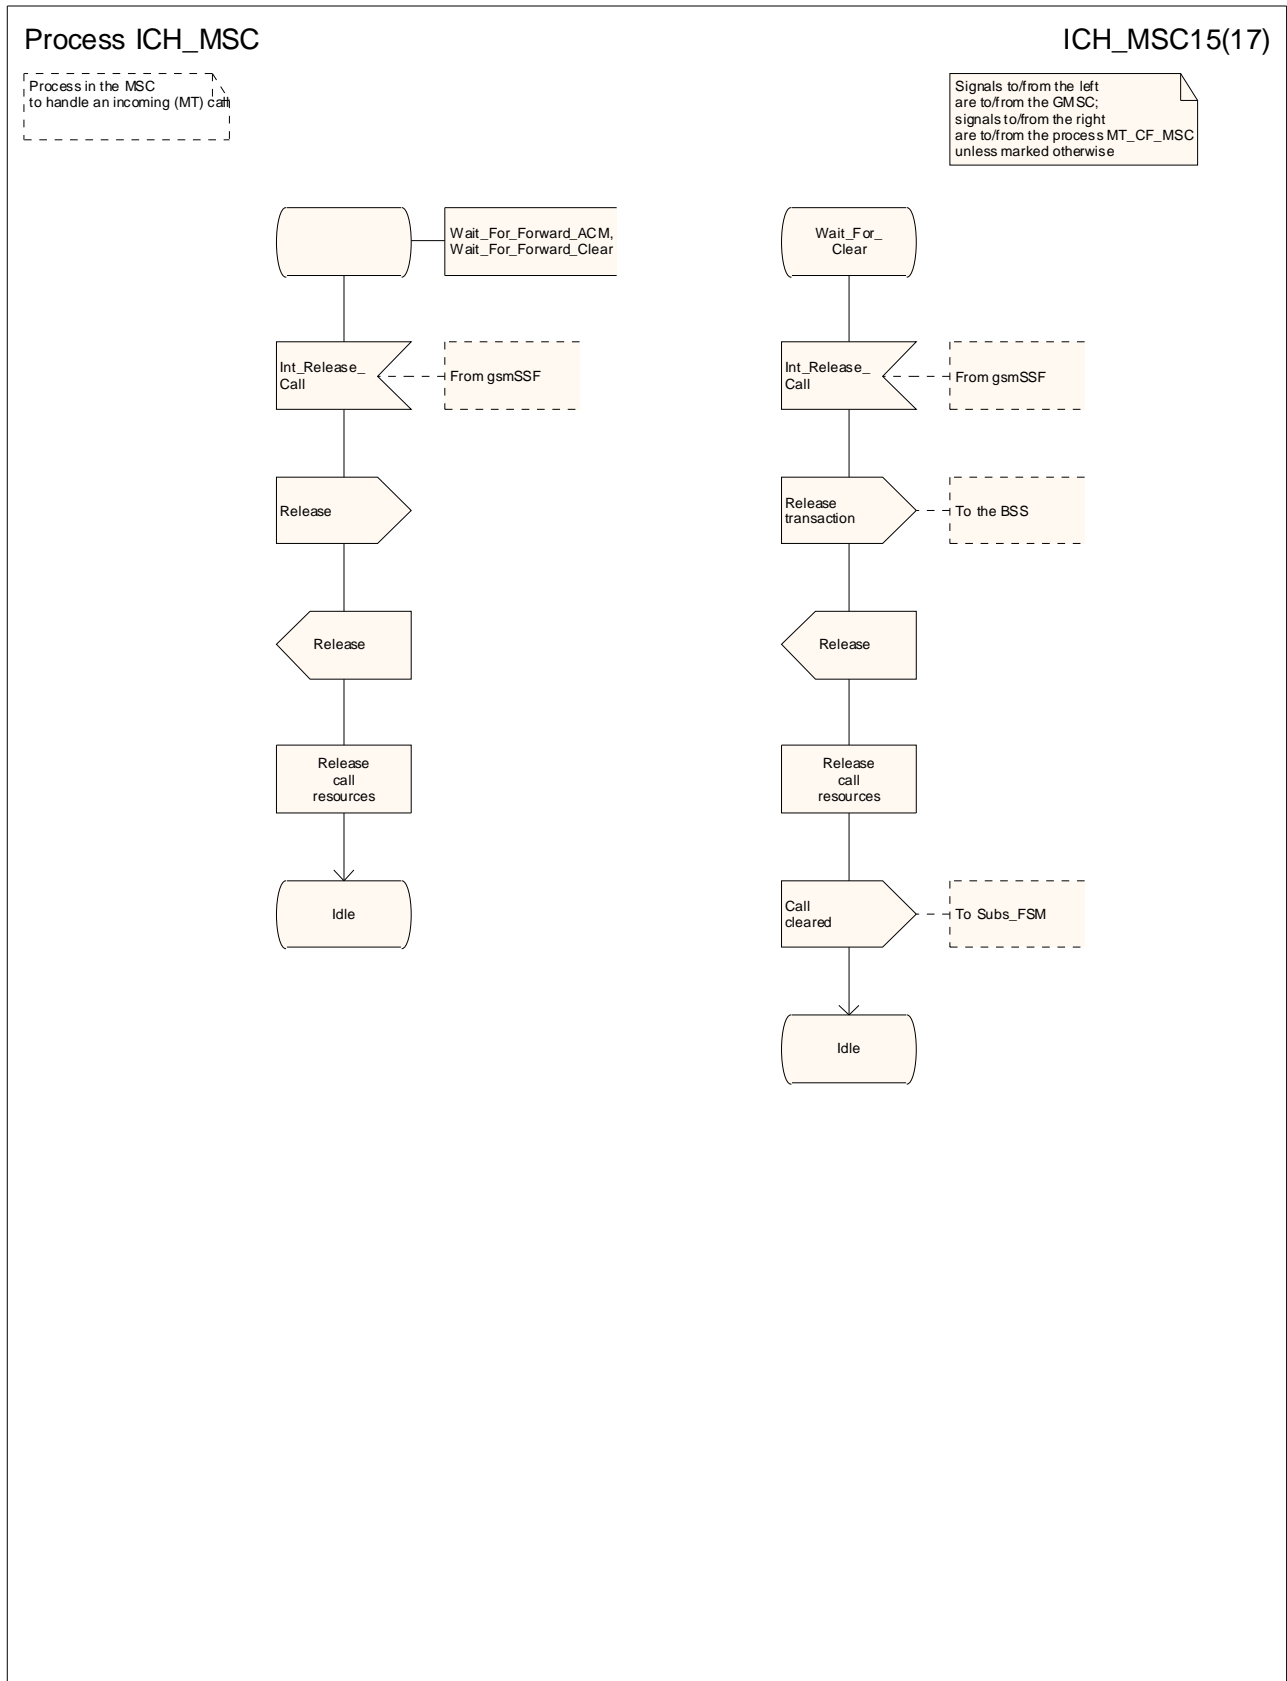 Process ICH_MSC
ICH_MSC15(17)
Process in the MSC
to handle an incoming (MT) call
Signals to/from the left
are to/from the GMSC;
signals to/from the right
are to/from the process MT_CF_MSC
unless marked otherwise
Wait_For_Forward_ACM,
Wait_For_Forward_Clear
Int_Release_
Call
From gsmSSF
Release
Release
Release
call
resources
Idle
Wait_For_
Clear
Int_Release_
Call
From gsmSSF
Release
transaction
To the BSS
Release
Release
call
resources
Call
cleared
To Subs_FSM
Idle